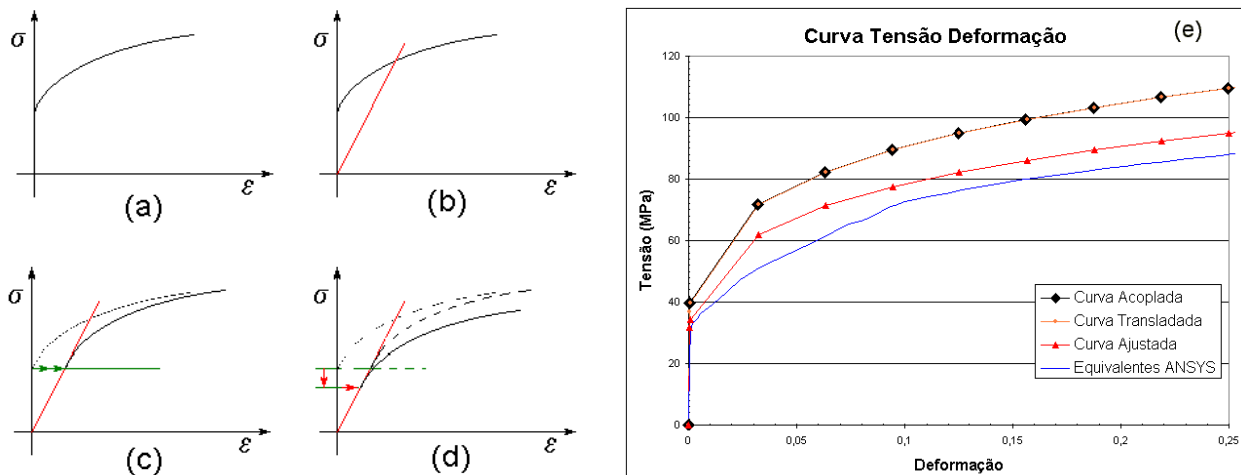 σ
ε
(a)
σ
ε
(b)
σ
ε
(c)
σ
ε
(d)
Curva Tensão Deformação
(e)
Tensão (MPa)
120
100
80
60
40
20
0
0
0,05
0,1
0,15
0,2
0,25
Deformação
Curva Acoplada
Curva Transladada
Curva Ajustada
Equivalentes ANSYS